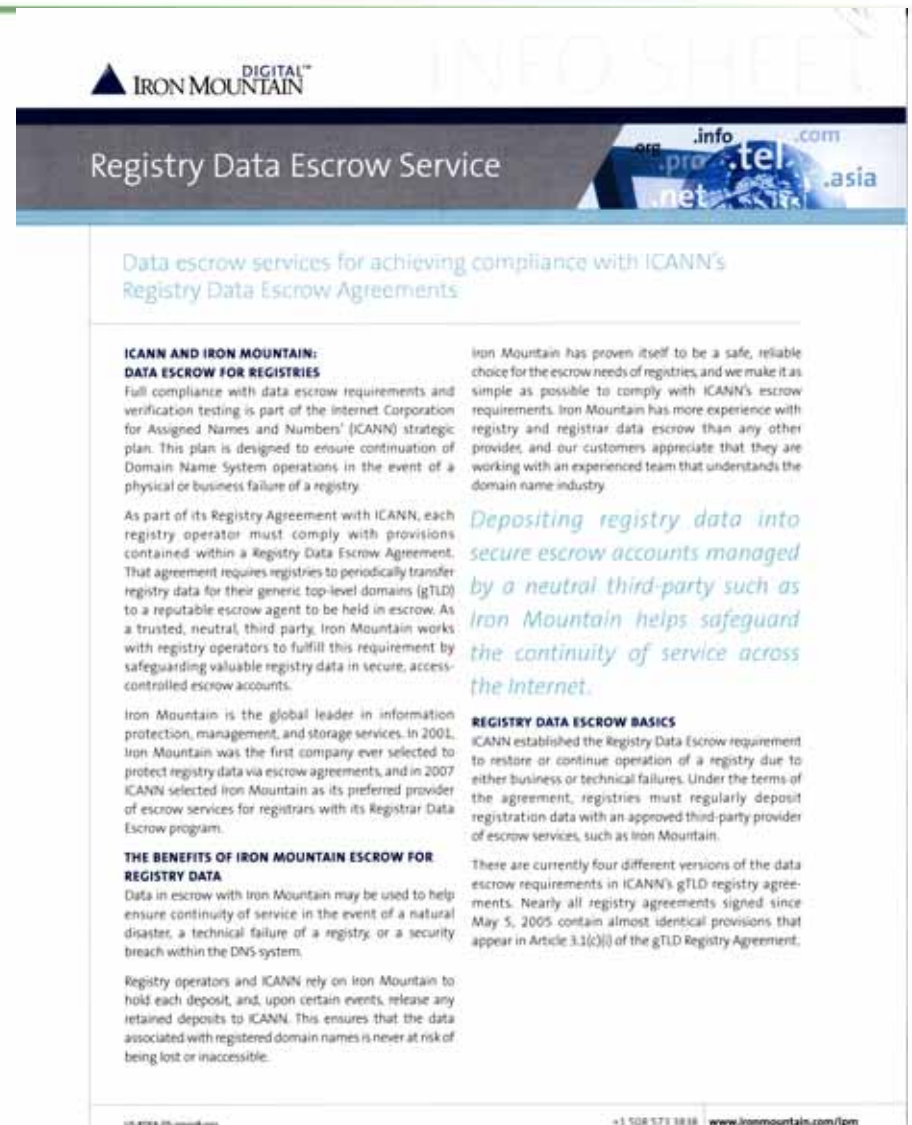 INFO SHEET
DIGITAL™
IRON MOUNTAIN
Registry Data Escrow Service
.org
.info
.com
.pro
.tel
.asia
.net
Data escrow services for achieving compliance with ICANN's
Registry Data Escrow Agreements
ICANN AND IRON MOUNTAIN:
DATA ESCROW FOR REGISTRIES
Full compliance with data escrow requirements and
verification testing is part of the Internet Corporation
for Assigned Names and Numbers' (ICANN) strategic
plan. This plan is designed to ensure continuation of
Domain Name System operations in the event of a
physical or business failure of a registry.
As part of its Registry Agreement with ICANN, each
registry operator must comply with provisions
contained within a Registry Data Escrow Agreement.
That agreement requires registries to periodically transfer
registry data for their generic top-level domains (gTLD)
to a reputable escrow agent to be held in escrow. As
a trusted, neutral, third party, Iron Mountain works
with registry operators to fulfill this requirement by
safeguarding valuable registry data in secure, access-
controlled escrow accounts.
Iron Mountain is the global leader in information
protection, management, and storage services. In 2001,
Iron Mountain was the first company ever selected to
protect registry data via escrow agreements, and in 2007
ICANN selected Iron Mountain as its preferred provider
of escrow services for registrars with its Registrar Data
Escrow program.
THE BENEFITS OF IRON MOUNTAIN ESCROW FOR
REGISTRY DATA
Data in escrow with Iron Mountain may be used to help
ensure continuity of service in the event of a natural
disaster, a technical failure of a registry, or a security
breach within the DNS system.
Registry operators and ICANN rely on Iron Mountain to
hold each deposit, and, upon certain events, release any
retained deposits to ICANN. This ensures that the data
associated with registered domain names is never at risk of
being lost or inaccessible.
Iron Mountain has proven itself to be a safe, reliable
choice for the escrow needs of registries, and we make it as
simple as possible to comply with ICANN's escrow
requirements. Iron Mountain has more experience with
registry and registrar data escrow than any other
provider, and our customers appreciate that they are
working with an experienced team that understands the
domain name industry.
Depositing registry data into
secure escrow accounts managed
by a neutral third-party such as
Iron Mountain helps safeguard
the continuity of service across
the Internet.
REGISTRY DATA ESCROW BASICS
ICANN established the Registry Data Escrow requirement
to restore or continue operation of a registry due to
either business or technical failures. Under the terms of
the agreement, registries must regularly deposit
registration data with an approved third-party provider
of escrow services, such as Iron Mountain.
There are currently four different versions of the data
escrow requirements in ICANN's gTLD registry agree-
ments. Nearly all registry agreements signed since
May 5, 2005 contain almost identical provisions that
appear in Article 3.1(c)(i) of the gTLD Registry Agreement.
+1 508 573 3838 www.ironmountain.com/ipm